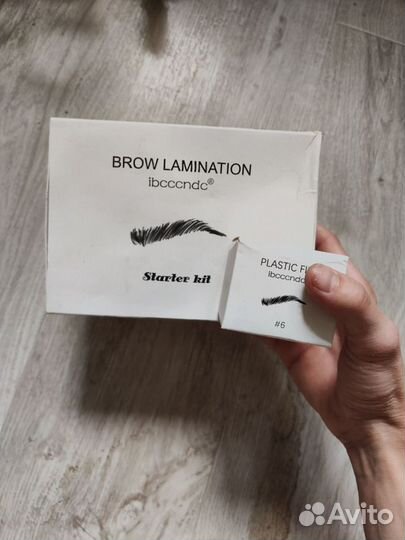 BROW LAMINATION
ibcccndc®
Starter kit
PLASTIC
ibcccndc
#6
Avito